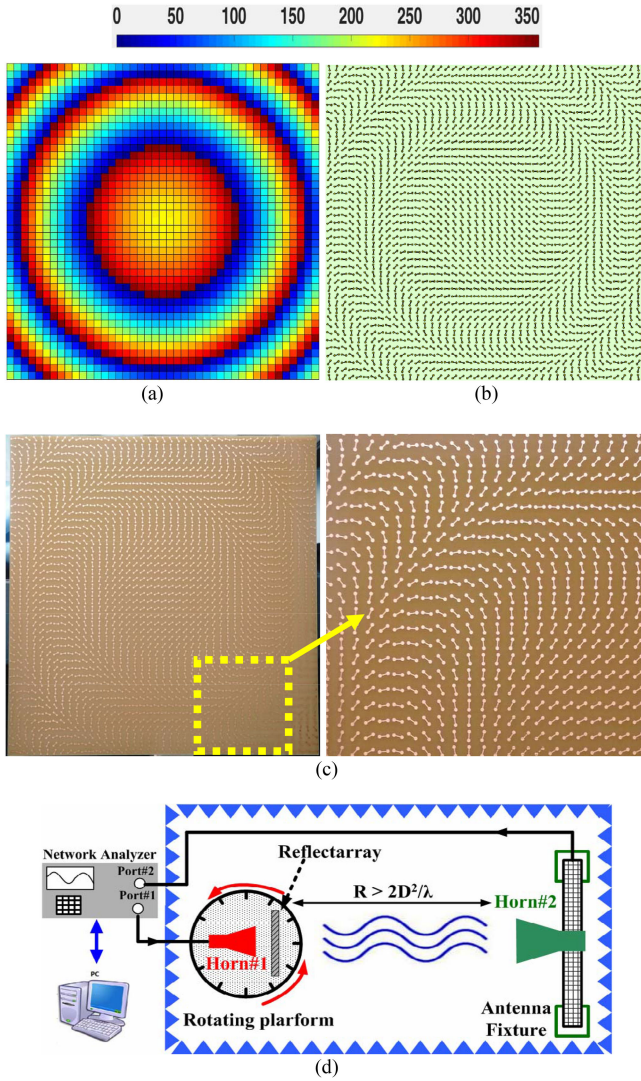 0 50 100 150 200 250 300 350
(a) (b)
(c)
Network Analyzer
Port#2
Port#1
PC
Reflectarray
R > 2D²/λ
Horn#1
Horn#2
Rotating plarform
Antenna
Fixture
(d)